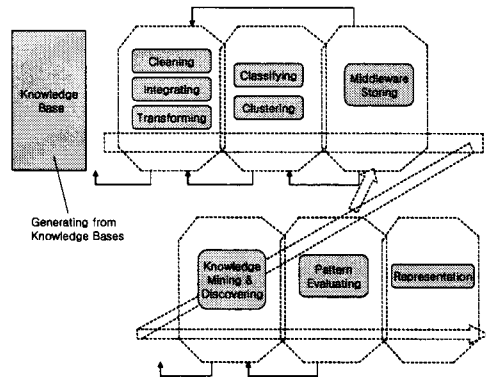 Knowledge
Base
Cleaning
Integrating
Transforming
Classifying
Clustering
Middleware
Storing
Generating from
Knowledge Bases
Knowledge
Mining &
Discovering
Pattern
Evaluating
Representation